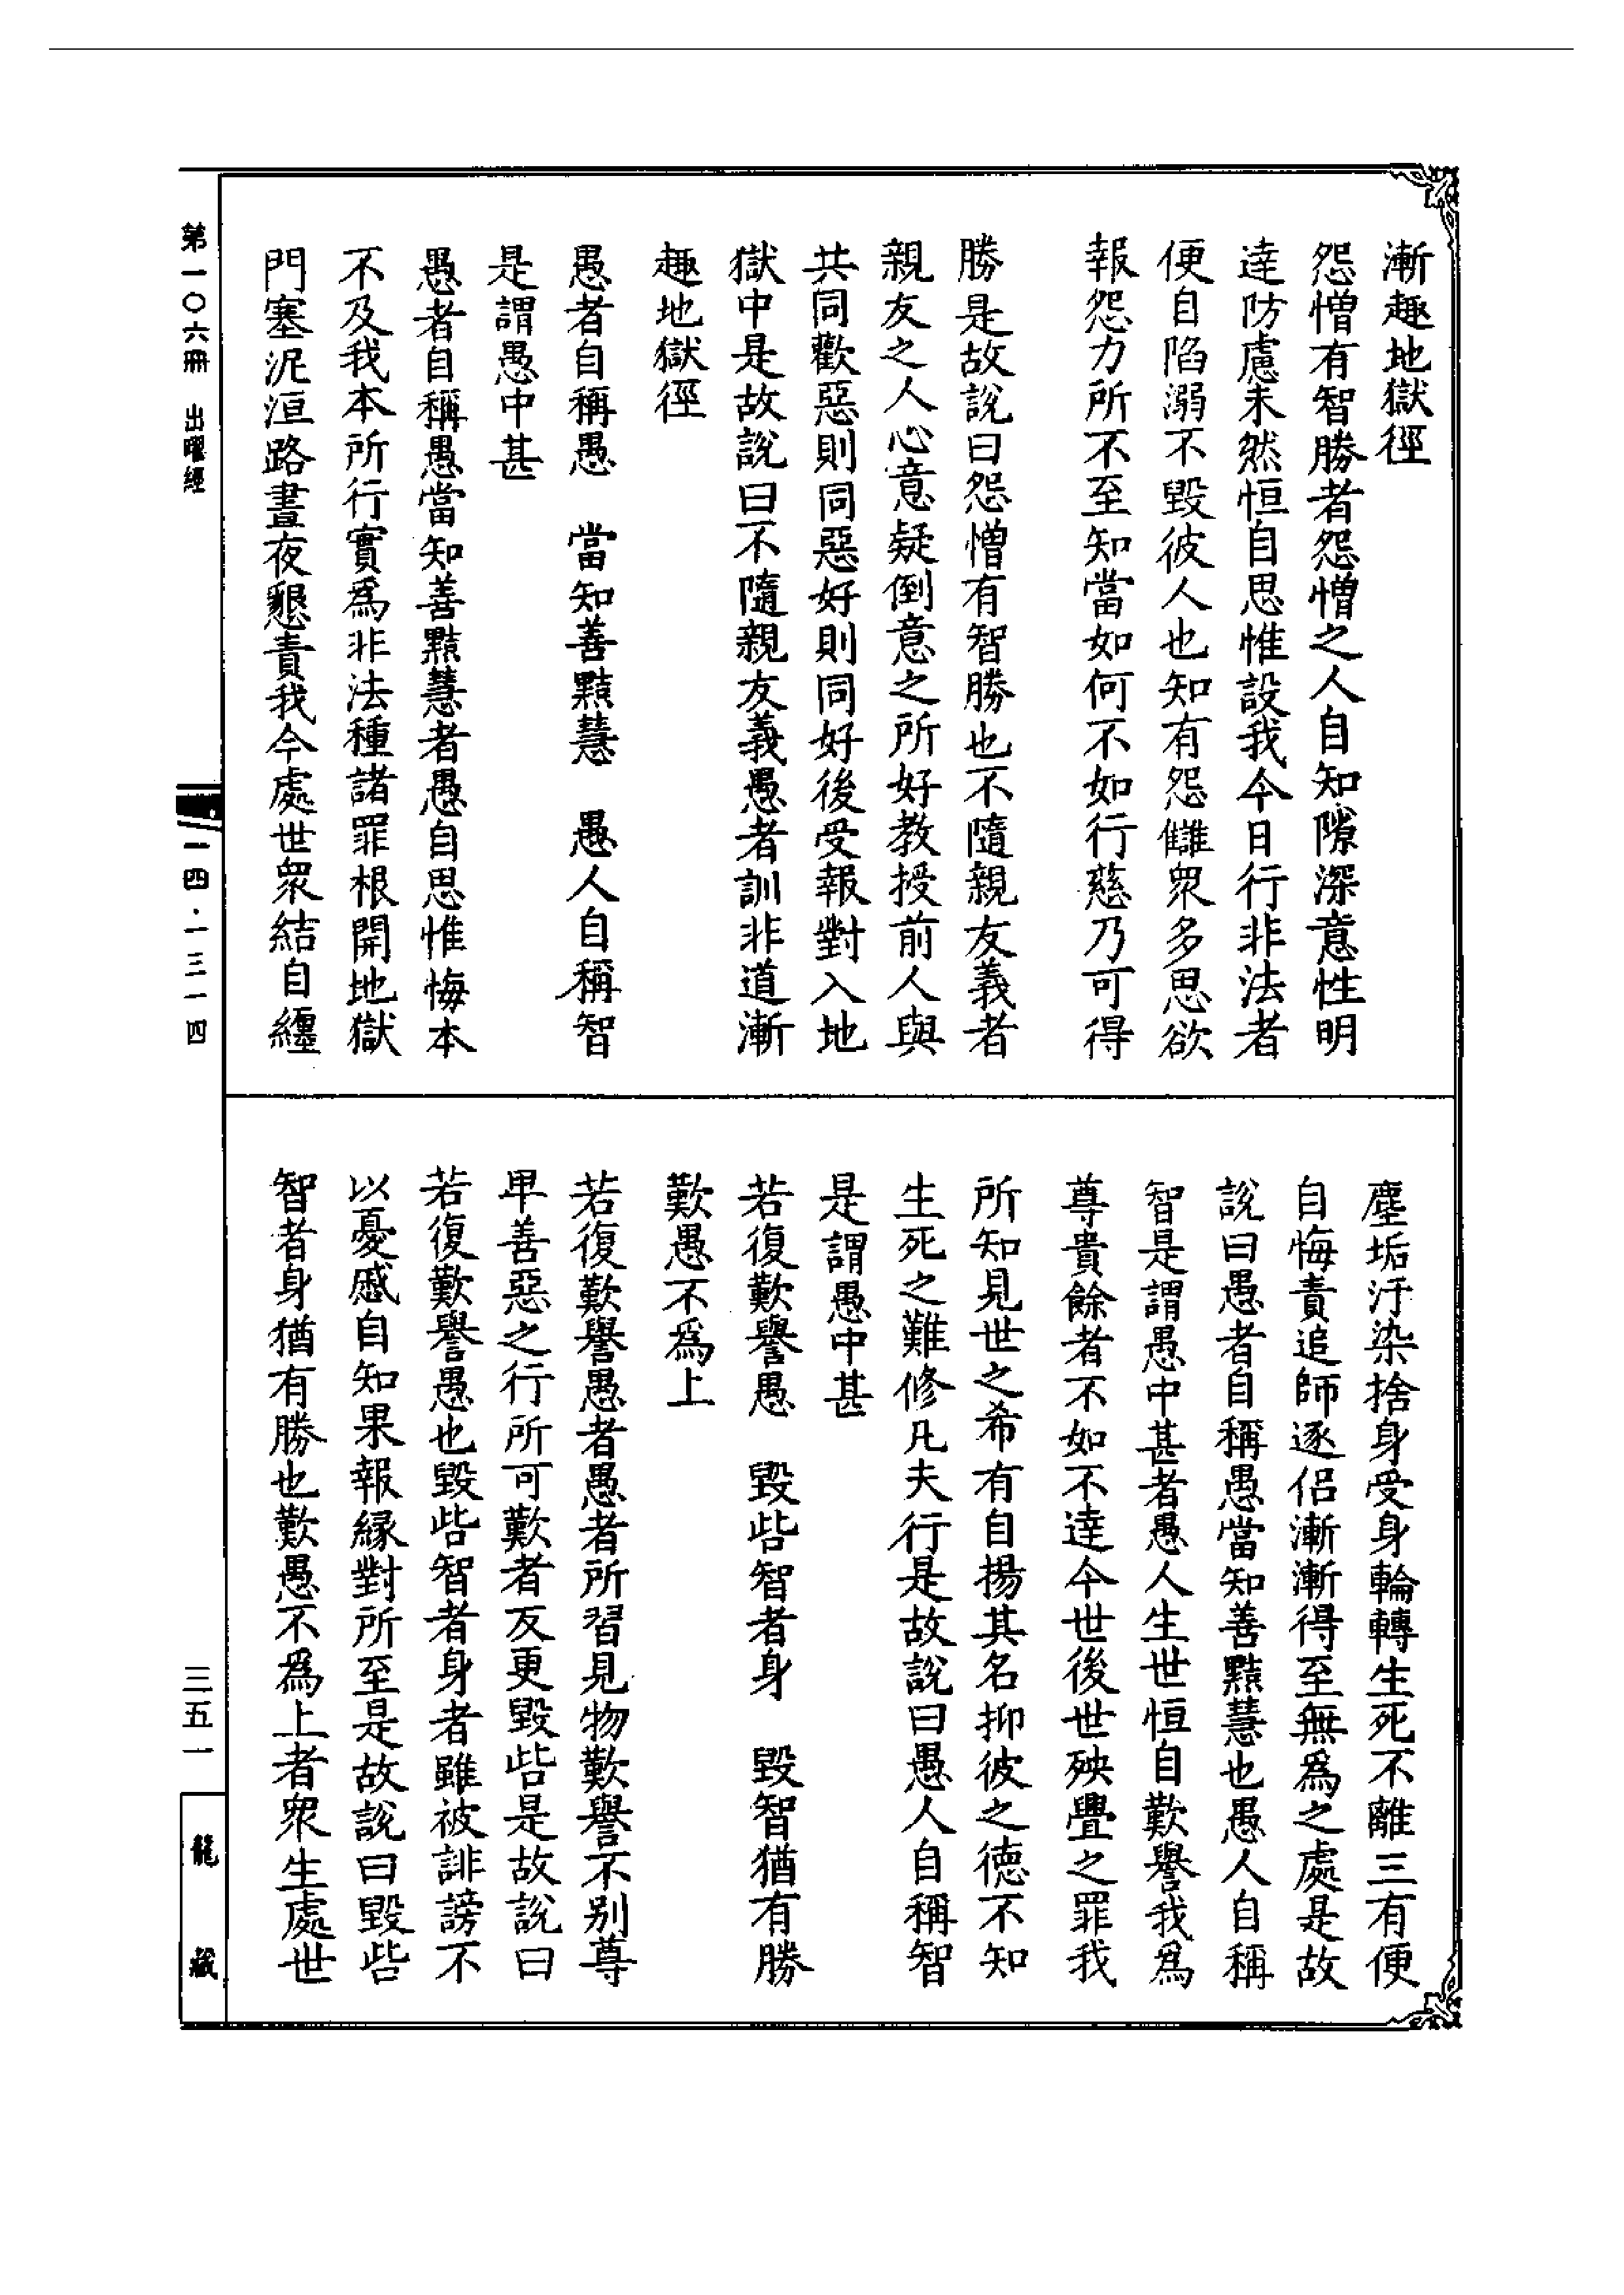 漸趣地獄徑
怨憎有智勝者怨憎之人自知隙深意性明
達防慮未然恒自思惟設我今日行非法者
便自陷溺不毀彼人也知有怨讎衆多思欲
報怨力所不至知當如何不如行慈乃可得
勝是故說曰怨憎有智勝也不隨親友義者
親友之人心意疑倒意之所好教授前人與
共同歡惡則同惡好則同好後受報對入地
獄中是故說曰不隨親友義愚者訓非道漸
趣地獄徑
愚者自稱愚　當知善黠慧　愚人自稱智
是謂愚中甚
愚者自稱愚當知善黠慧者愚自思惟悔本
不及我本所行實爲非法種諸罪根開地獄
門塞泥洹路晝夜懇責我今處世衆結自纏
塵垢汙染捨身受身輪轉生死不離三有便
自悔責追師逐侣漸漸得至無爲之處是故
說曰愚者自稱愚當知善黠慧也愚人自稱
智是謂愚中甚者愚人生世恒自歎譽我爲
尊貴餘者不如不達今世後世殃亹之罪我
所知見世之希有自揚其名抑彼之德不知
生死之難修凡夫行是故說曰愚人自稱智
是謂愚中甚
若復歎譽愚　毀呰智者身　毀智猶有勝
歎愚不爲上
若復歎譽愚者愚者所習見物歎譽不别尊
卑善惡之行所可歎者反更毀呰是故說曰
若復歎譽愚也毀呰智者身者雖被誹謗不
以憂慼自知果報緣對所至是故說曰毀呰
智者身猶有勝也歎愚不爲上者衆生處世
第一〇六冊　出曜經
一四·一三一四
三五一
龍藏